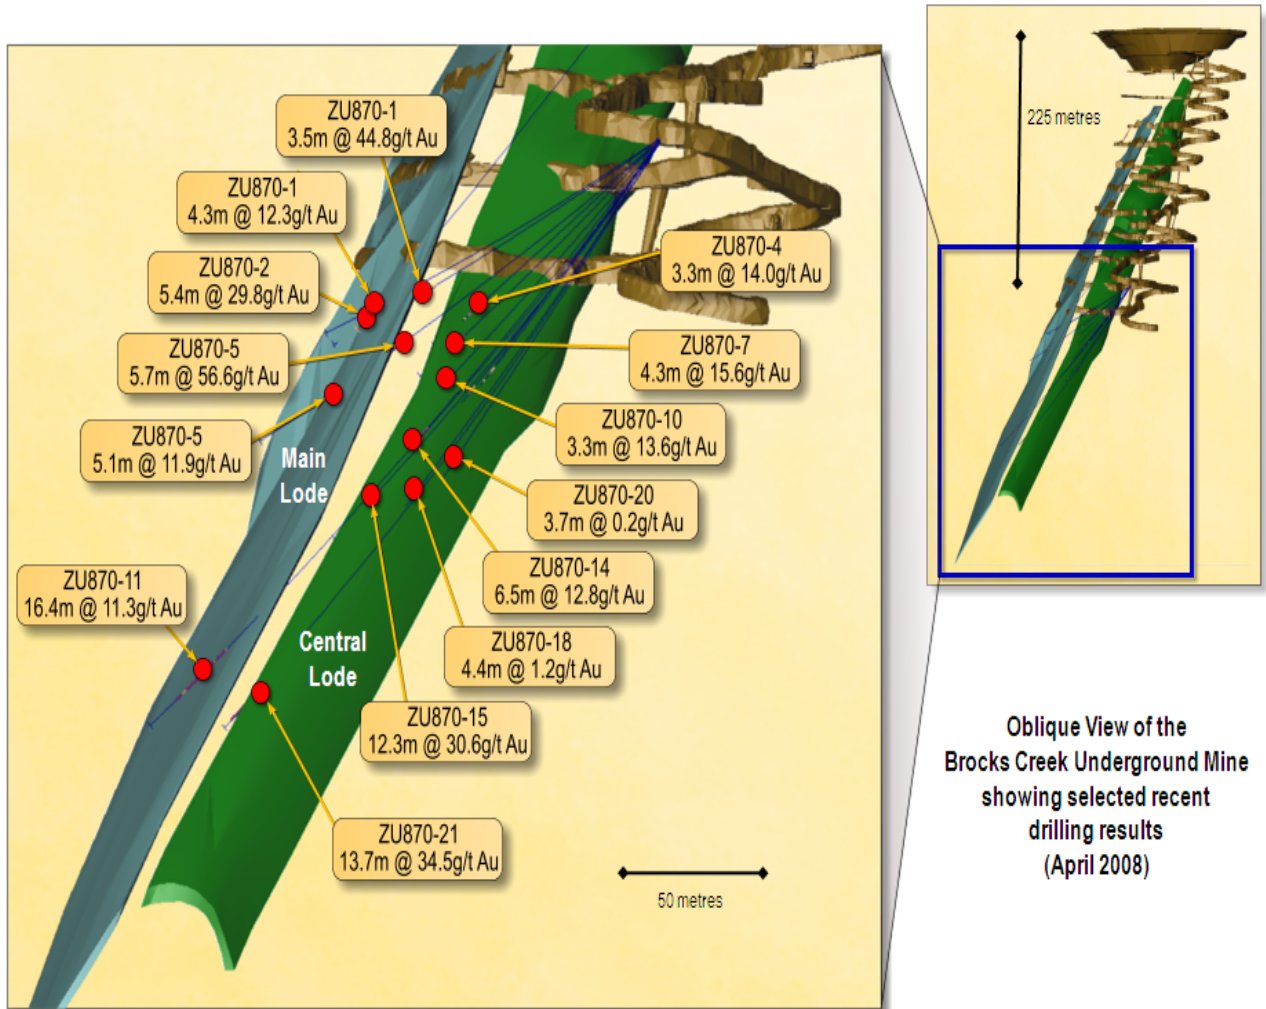 ZU870-1
3.5m @ 44.8g/t Au
ZU870-1
4.3m @ 12.3g/t Au
ZU870-2
5.4m @ 29.8g/t Au
ZU870-5
5.7m @ 56.6g/t Au
ZU870-5
5.1m @ 11.9g/t Au
ZU870-11
16.4m @ 11.3g/t Au
Main
Lode
Central
Lode
ZU870-4
3.3m @ 14.0g/t Au
ZU870-7
4.3m @ 15.6g/t Au
ZU870-10
3.3m @ 13.6g/t Au
ZU870-20
3.7m @ 0.2g/t Au
ZU870-14
6.5m @ 12.8g/t Au
ZU870-18
4.4m @ 1.2g/t Au
ZU870-15
12.3m @ 30.6g/t Au
ZU870-21
13.7m @ 34.5g/t Au
50 metres
225 metres
Oblique View of the
Brocks Creek Underground Mine
showing selected recent
drilling results
(April 2008)